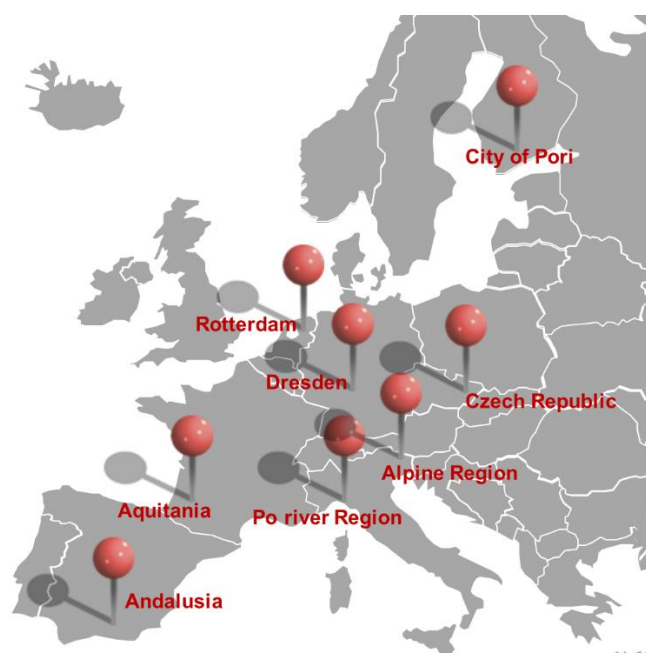 City of Pori
Rotterdam
Dresden
Czech Republic
Alpine Region
Aquitania
Po river Region
Andalusia